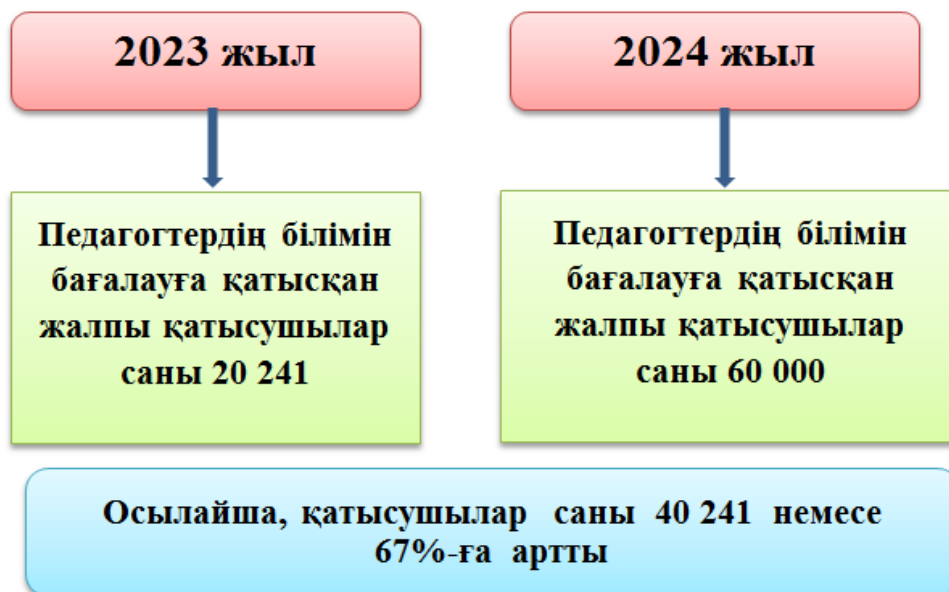 2023 жыл
2024 жыл
Педагогтердің білімін
бағалауға қатысқан
жалпы қатысушылар
саны 20 241
Педагогтердің білімін
бағалауға қатысқан
жалпы қатысушылар
саны 60 000
Осылайша, қатысушылар саны 40 241 немесе
67%-ға артты